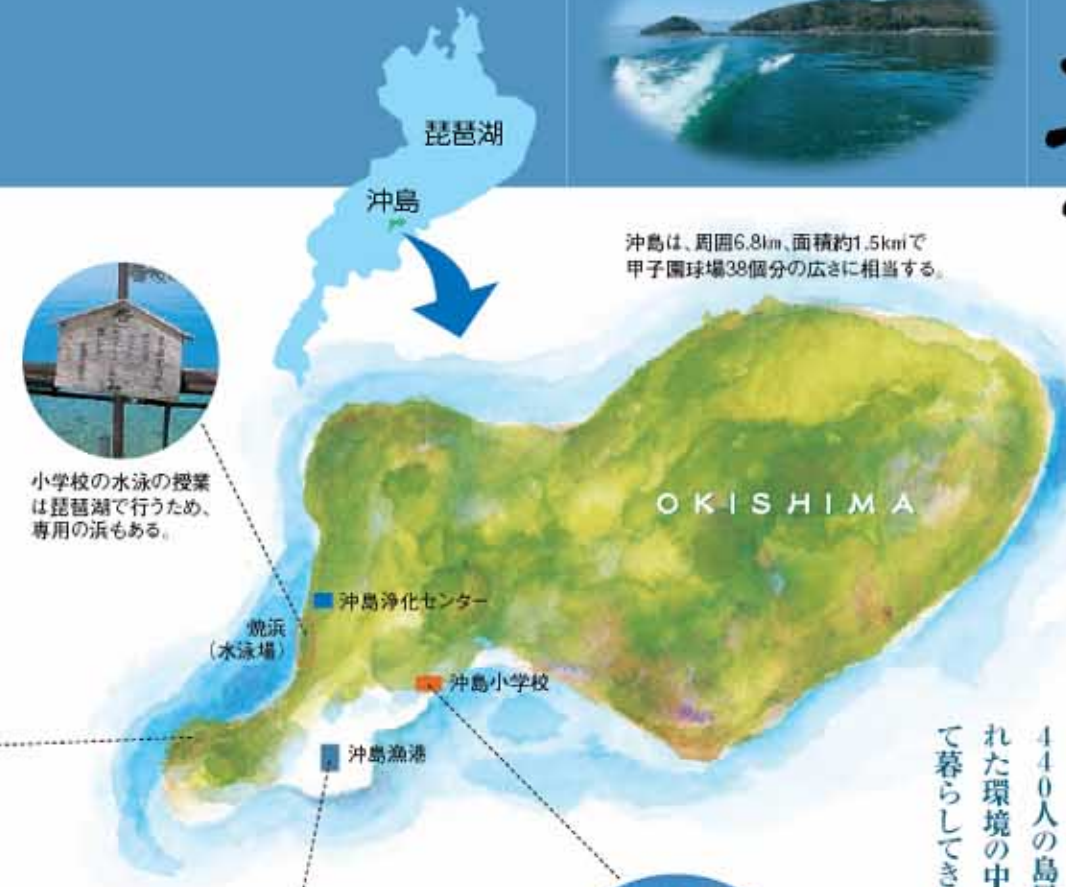 琵琶湖
沖島
沖島は、周囲6.8km、面積約1.5km²で
甲子園球場38個分の広さに相当する。
小学校の水泳の授業
は琵琶湖で行うため、
専用の浜もある。
OKISHIMA
沖島浄化センター
焼浜
（水泳場）
沖島小学校
沖島漁港
440人の島
れた環境の中
て暮らしてき